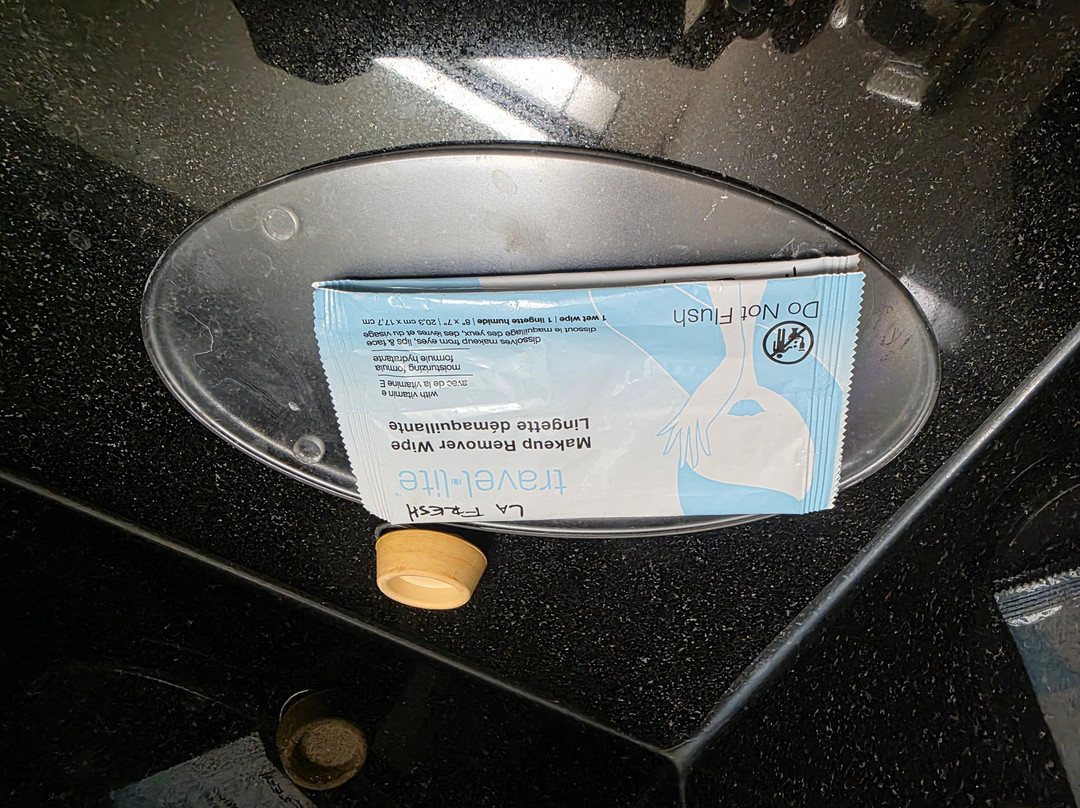 LA FRESH
travel·lite™
Makeup Remover Wipe
Lingette démaquillante
with vitamin e
avec de la vitamine E
moisturizing formula
formule hydratante
dissolves makeup from eyes, lips & face
dissout le maquillage des yeux, des lèvres et du visage
1 wet wipe | 1 lingette humide | 8" x 7" | 20.3 cm x 17.7 cm
Do Not Flush